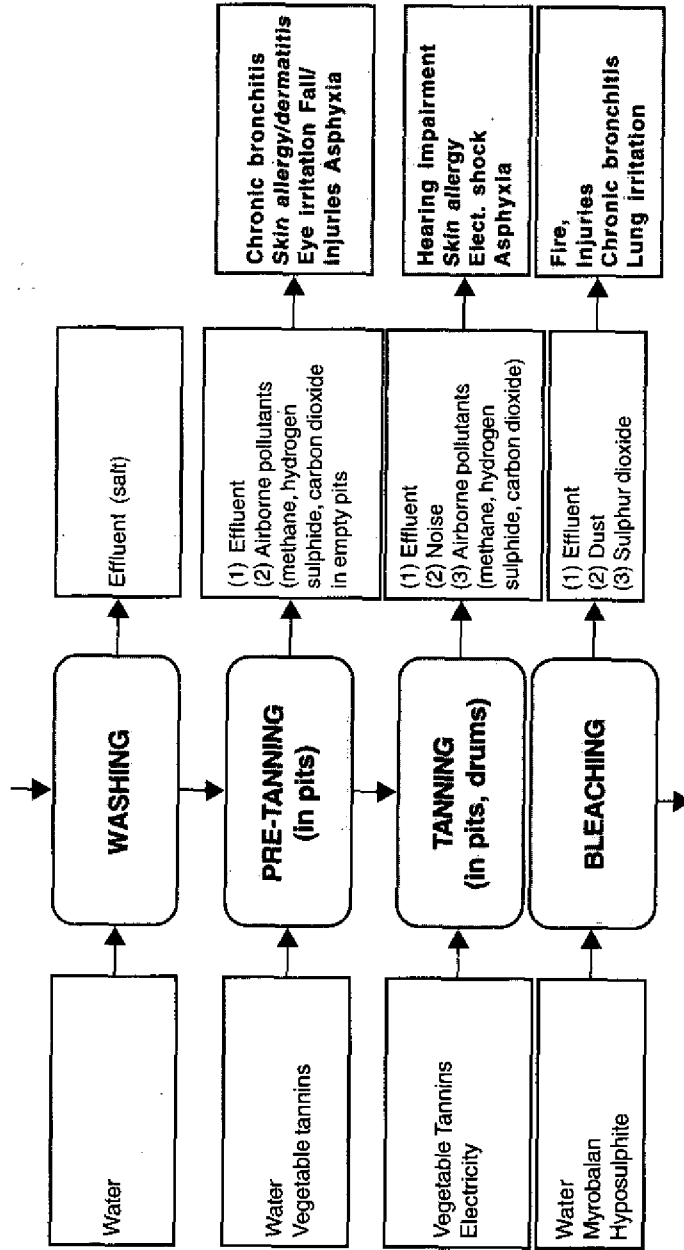 Water
WASHING
Effluent (salt)
Water
Vegetable tannins
PRE-TANNING
(in pits)
(1) Effluent
(2) Airborne pollutants
(methane, hydrogen
sulphide, carbon dioxide
in empty pits
Chronic bronchitis
Skin allergy/dermatitis
Eye irritation Fall/
Injuries Asphyxia
Vegetable Tannins
Electricity
TANNING
(in pits, drums)
(1) Effluent
(2) Noise
(3) Airborne pollutants
(methane, hydrogen
sulphide, carbon dioxide)
Hearing impairment
Skin allergy
Elect. shock
Asphyxia
Water
Myrobalan
Hyposulphite
BLEACHING
(1) Effluent
(2) Dust
(3) Sulphur dioxide
Fire,
Injuries
Chronic bronchitis
Lung irritation